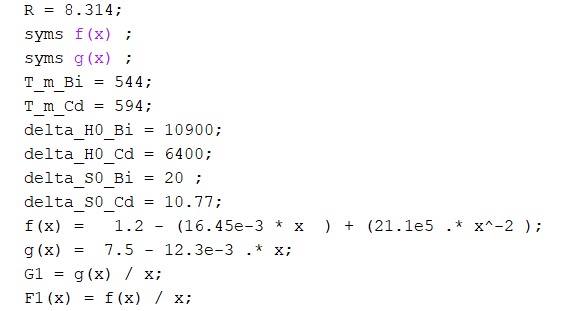 R = 8.314;
syms f(x) ;
syms g(x) ;
T_m_Bi = 544;
T_m_Cd = 594;
delta_H0_Bi = 10900;
delta_H0_Cd = 6400;
delta_S0_Bi = 20 ;
delta_S0_Cd = 10.77;
f(x) =   1.2 - (16.45e-3 * x  ) + (21.1e5 .* x^-2 );
g(x) =  7.5 - 12.3e-3 .* x;
G1 = g(x) / x;
F1(x) = f(x) / x;